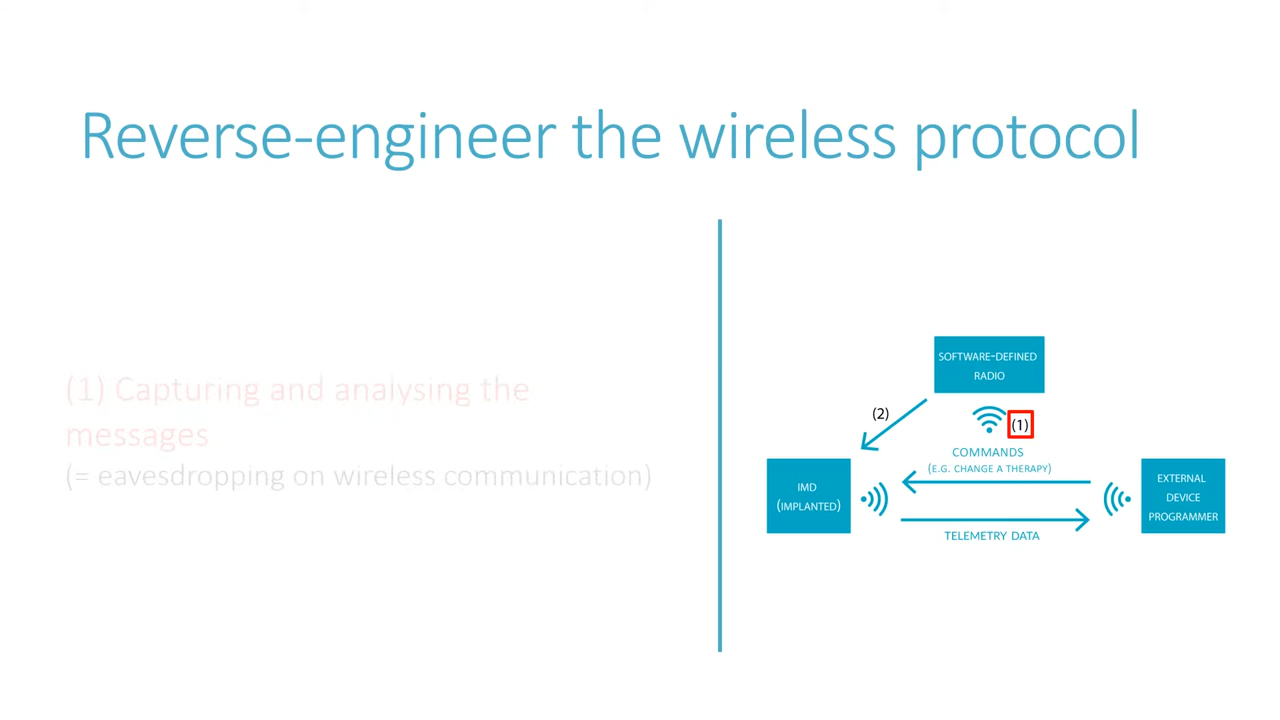 Reverse-engineer the wireless protocol
(1) Capturing and analysing the
messages
(= eavesdropping on wireless communication)
SOFTWARE-DEFINED
RADIO
(2)
(1)
COMMANDS
(E.G. CHANGE A THERAPY)
IMD
(IMPLANTED)
EXTERNAL
DEVICE
PROGRAMMER
TELEMETRY DATA